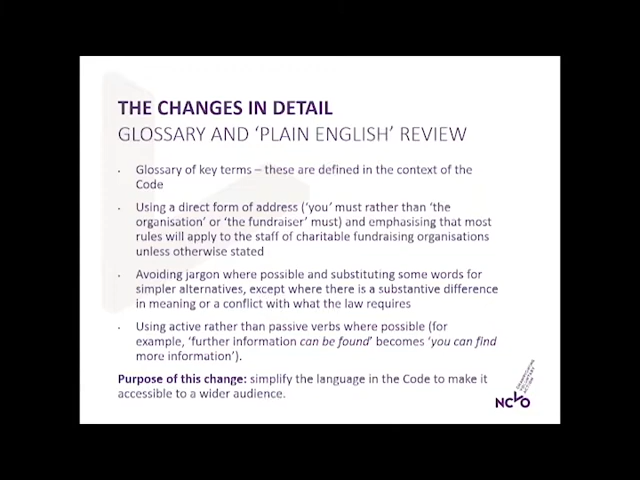 THE CHANGES IN DETAIL
GLOSSARY AND ‘PLAIN ENGLISH’ REVIEW
• Glossary of key terms – these are defined in the context of the
Code
• Using a direct form of address (‘you’ must rather than ‘the
organisation’ or ‘the fundraiser’ must) and emphasising that most
rules will apply to the staff of charitable fundraising organisations
unless otherwise stated
• Avoiding jargon where possible and substituting some words for
simpler alternatives, except where there is a substantive difference
in meaning or a conflict with what the law requires
• Using active rather than passive verbs where possible (for
example, ‘further information can be found’ becomes ‘you can find
more information’).
Purpose of this change: simplify the language in the Code to make it
accessible to a wider audience.
NCVO